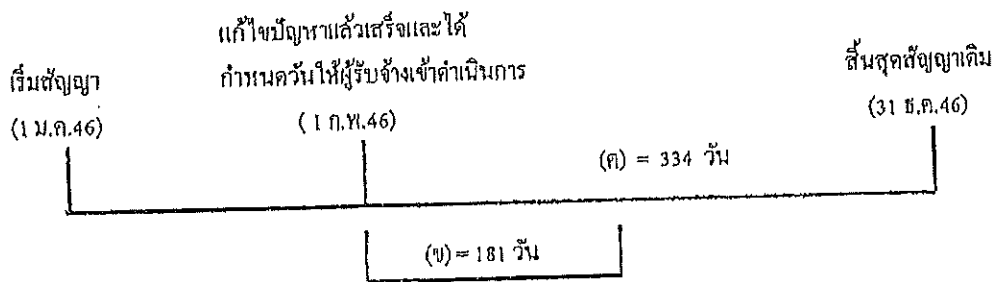 แก้ไขปัญหาแล้วเสร็จและได้
เริ่มสัญญา
กำหนดวันให้ผู้รับจ้างเข้าดำเนินการ
สิ้นสุดสัญญาเดิม
(1 ม.ค.46)
( 1 ก.พ.46)
(31 ธ.ค.46)
(ค) = 334 วัน
(ข) = 181 วัน